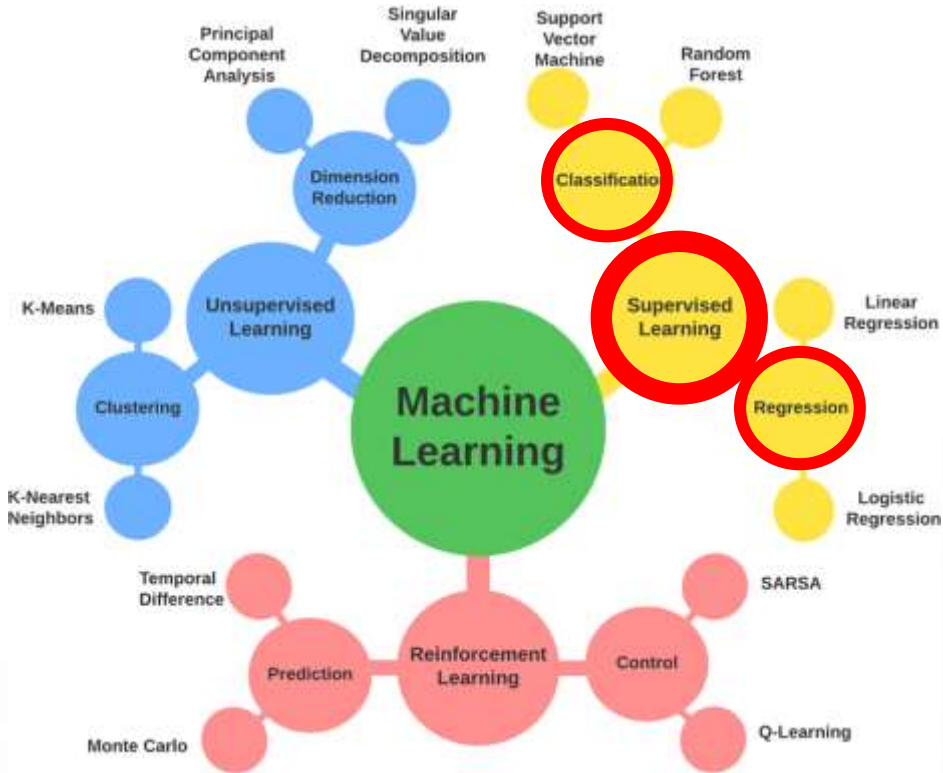 Singular
Value
Decomposition
Principal
Component
Analysis
Support
Vector
Machine
Random
Forest
Dimension
Reduction
Classificatio
Unsupervised
Learning
Supervised
Learning
K-Means
Linear
Regression
Clustering
Machine
Learning
Regression
K-Nearest
Neighbors
Logistic
Regression
Temporal
Difference
SARSA
Prediction
Reinforcement
Learning
Control
Monte Carlo
Q-Learning